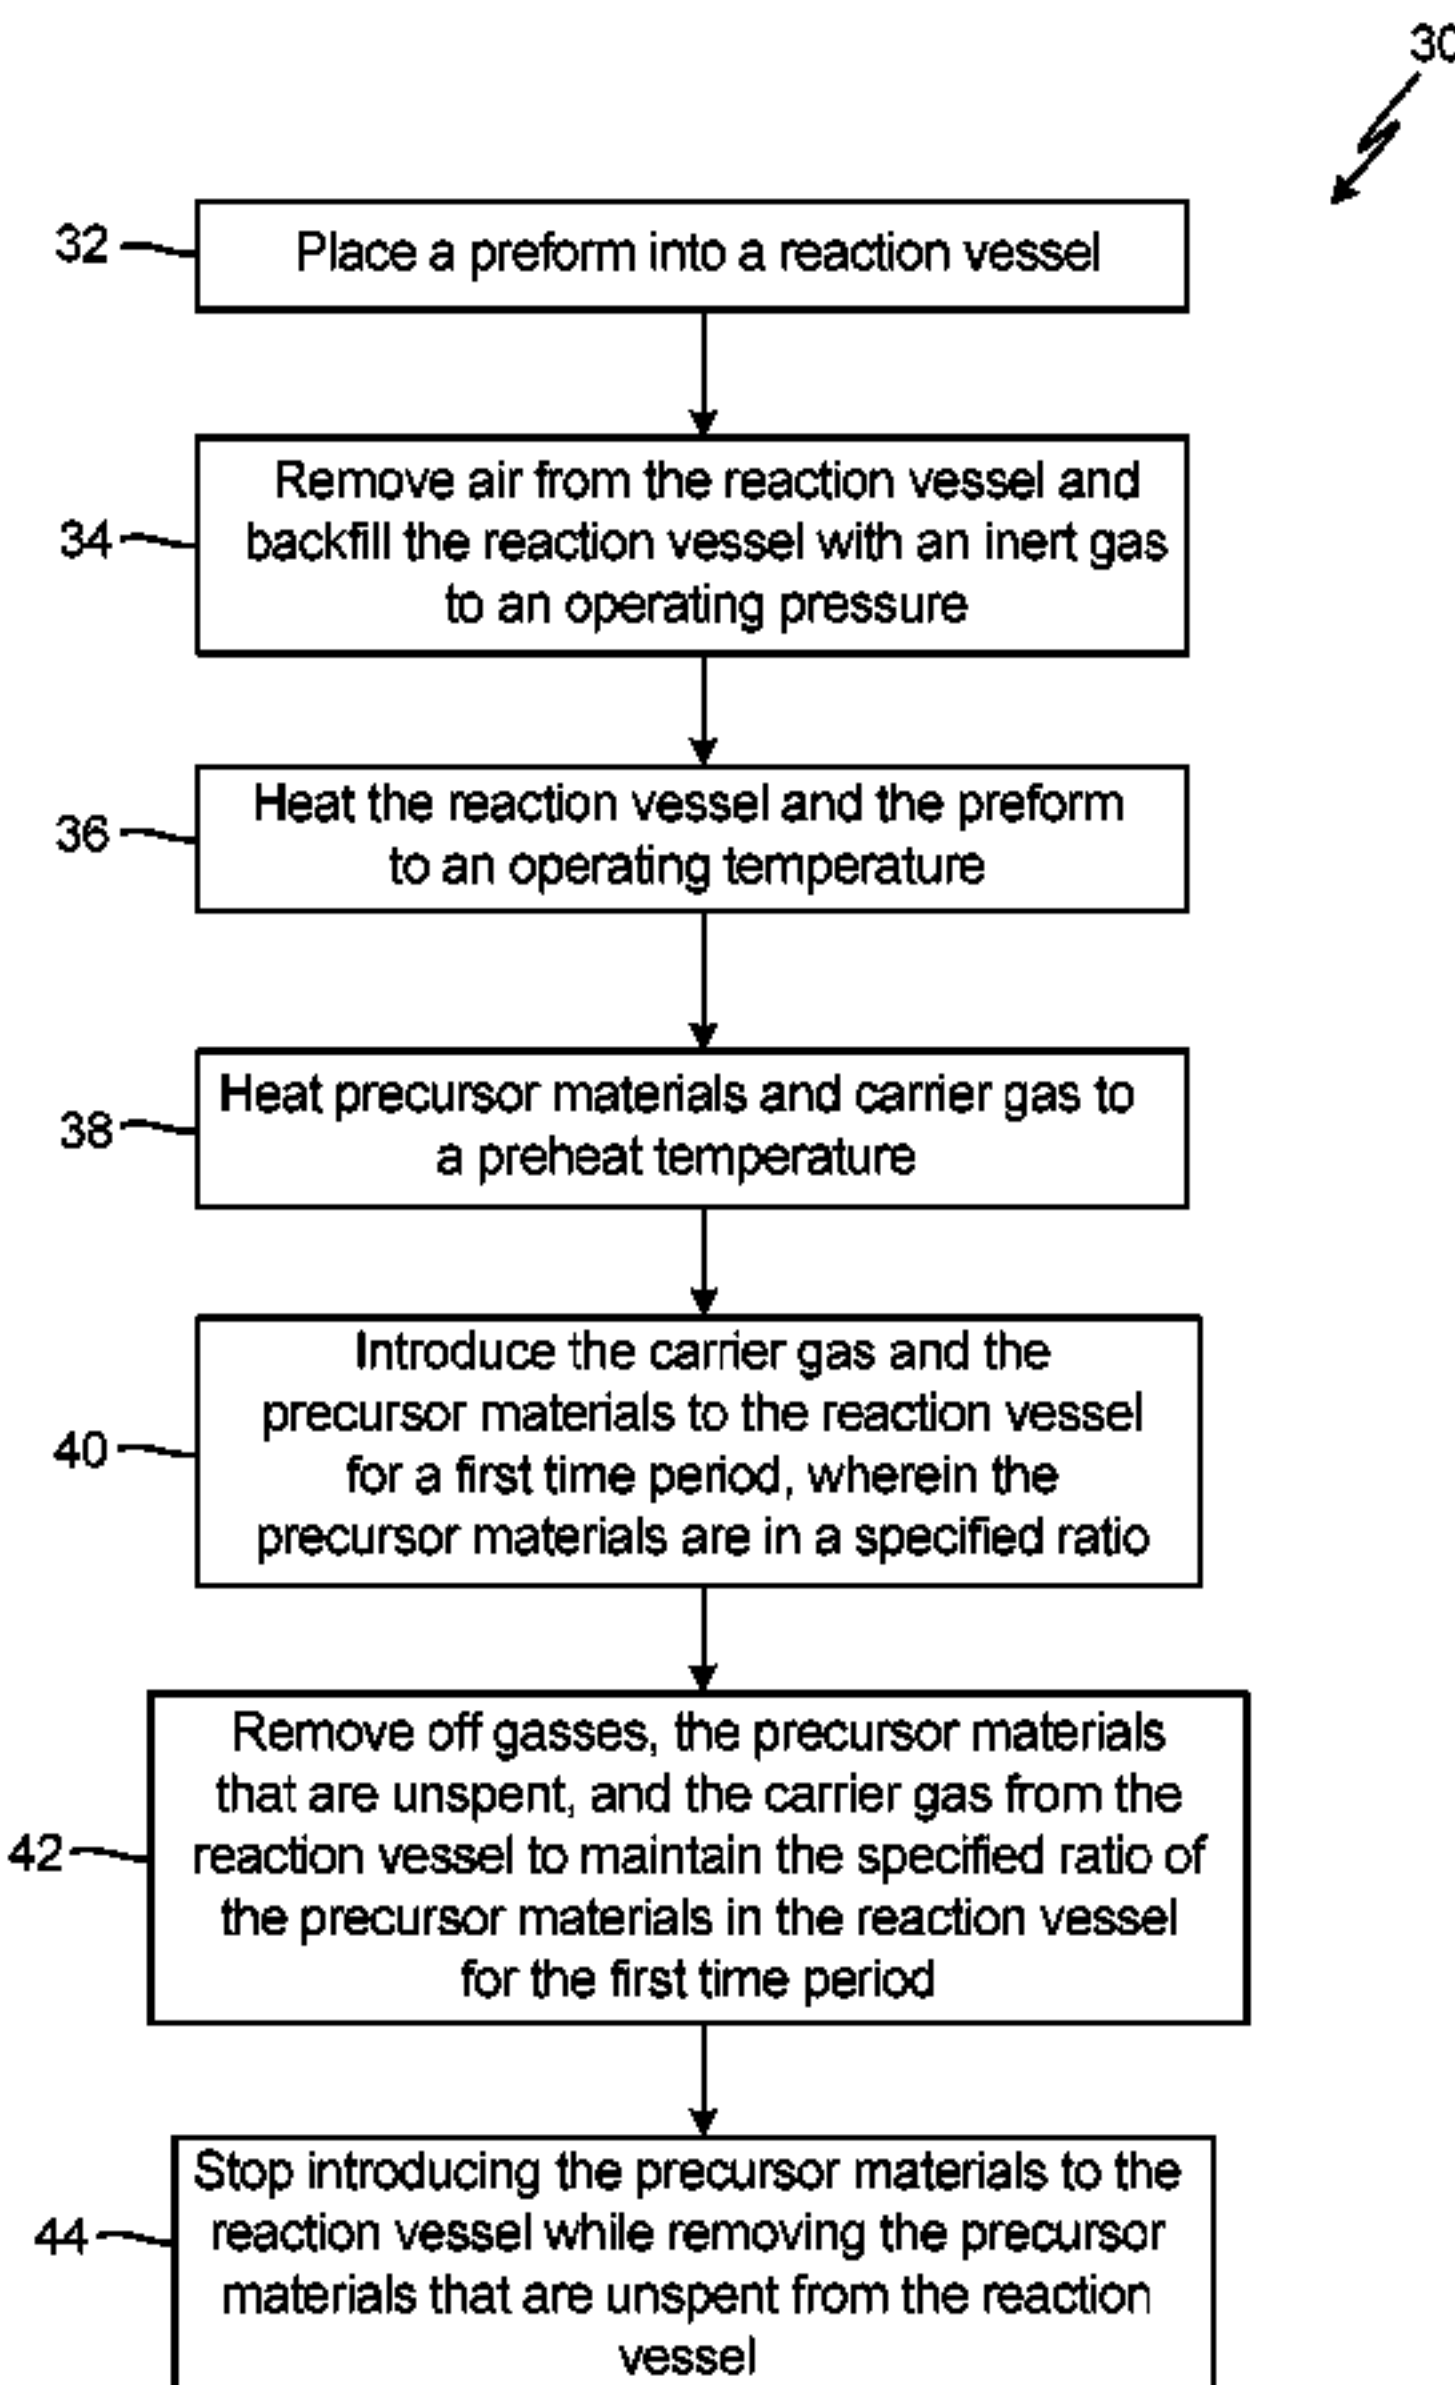 30
32
Place a preform into a reaction vessel
34
Remove air from the reaction vessel and
backfill the reaction vessel with an inert gas
to an operating pressure
36
Heat the reaction vessel and the preform
to an operating temperature
38
Heat precursor materials and carrier gas to
a preheat temperature
40
Introduce the carrier gas and the
precursor materials to the reaction vessel
for a first time period, wherein the
precursor materials are in a specified ratio
42
Remove off gasses, the precursor materials
that are unspent, and the carrier gas from the
reaction vessel to maintain the specified ratio of
the precursor materials in the reaction vessel
for the first time period
44
Stop introducing the precursor materials to the
reaction vessel while removing the precursor
materials that are unspent from the reaction
vessel